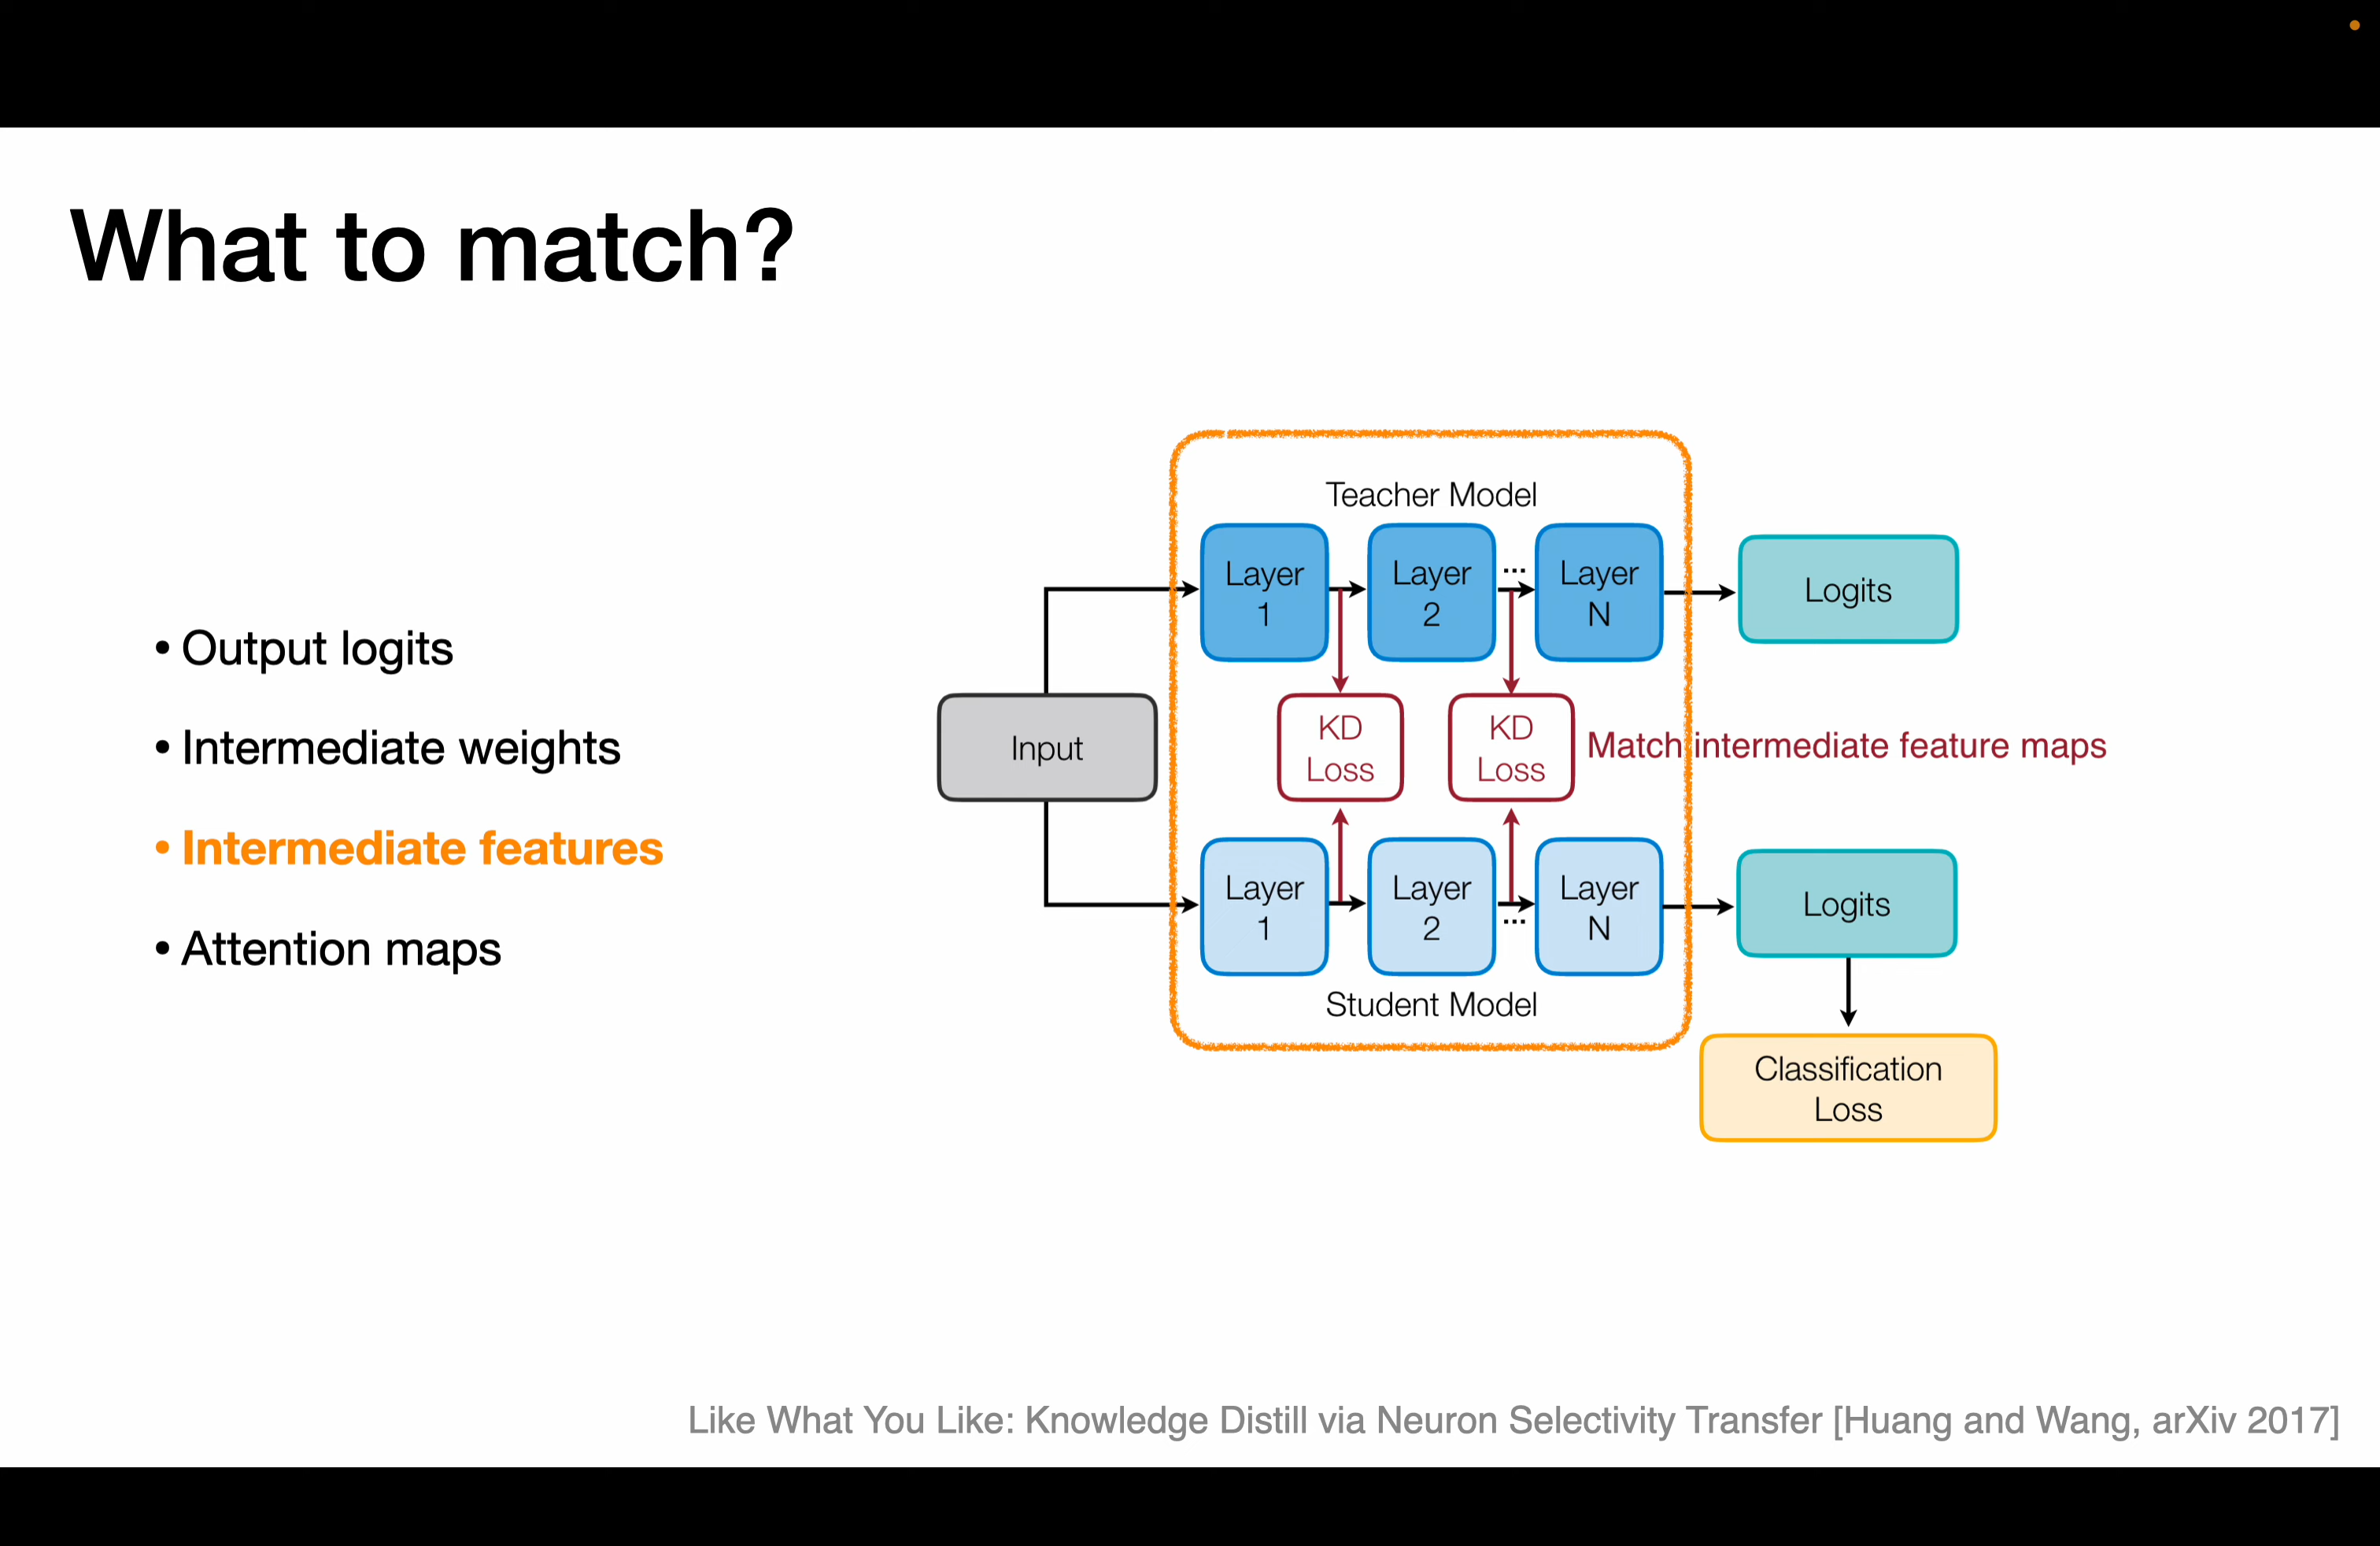 What to match?
• Output logits
• Intermediate weights
• Intermediate features
• Attention maps
Teacher Model
Layer
1
Layer
2
...
Layer
N
Logits
Input
KD
Loss
KD
Loss
Match intermediate feature maps
Layer
1
Layer
2
...
Layer
N
Logits
Student Model
Classification
Loss
Like What You Like: Knowledge Distill via Neuron Selectivity Transfer [Huang and Wang, arXiv 2017]